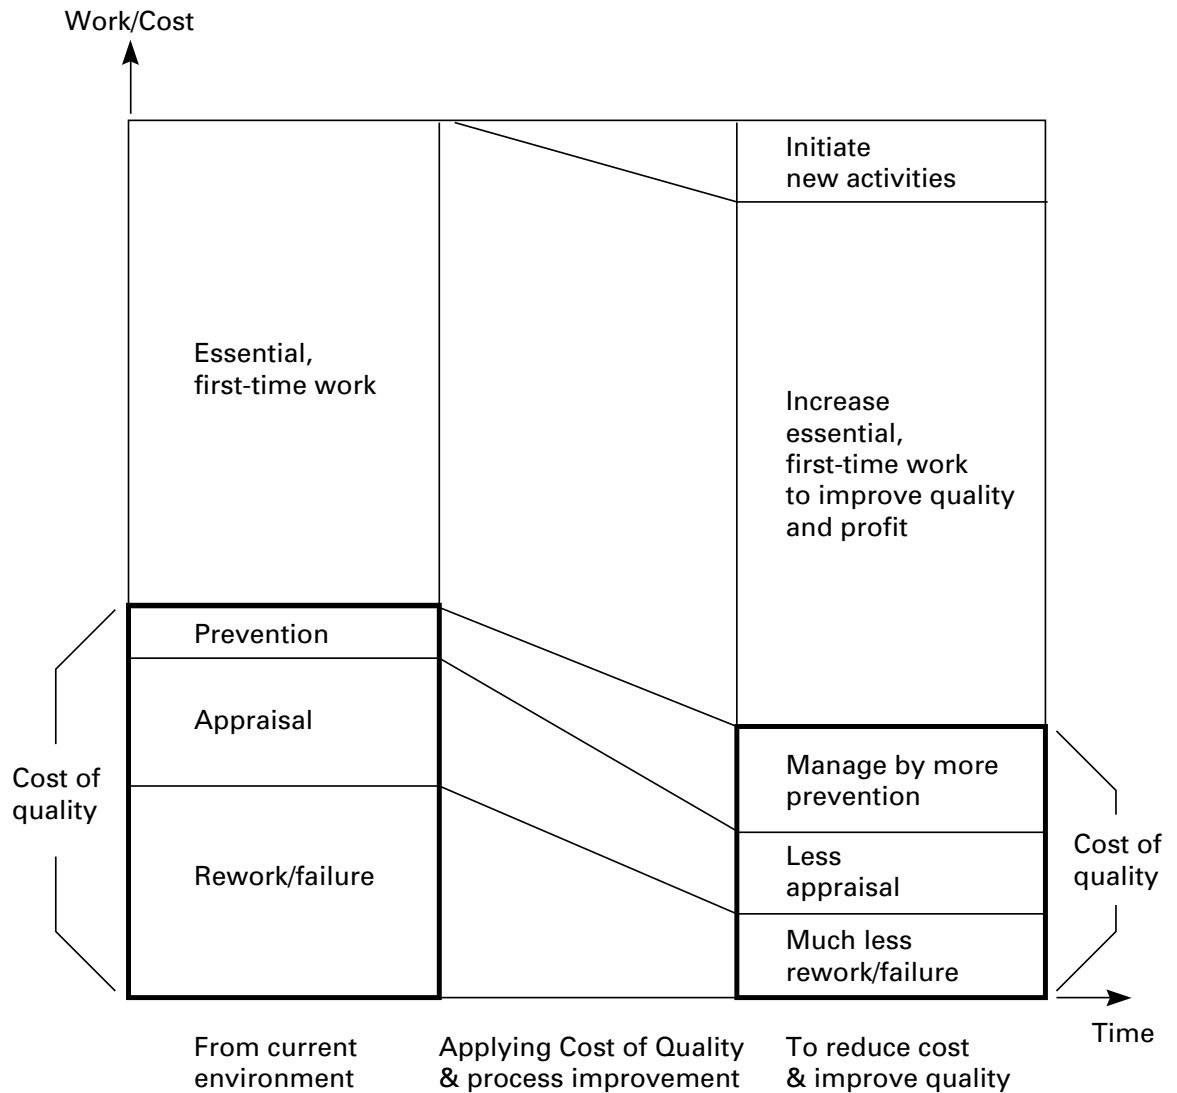 Work/Cost
Initiate
new activities
Essential,
first-time work
Increase
essential,
first-time work
to improve quality
and profit
Prevention
Appraisal
Manage by more
prevention
Cost of
quality
Less
appraisal
Cost of
quality
Rework/failure
Much less
rework/failure
Time
From current
environment
Applying Cost of Quality
& process improvement
To reduce cost
& improve quality